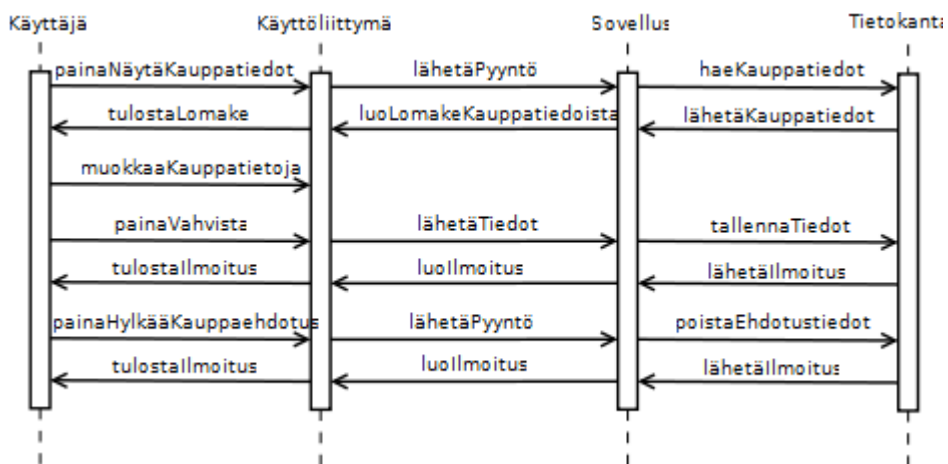 Käyttäjä Käyttöliittymä Sovellus Tietokanta
painaNäytäKauppatiedot lähetäPyyntö haeKauppatiedot
tulostaLomake luoLomakeKauppatiedoista lähetäKauppatiedot
muokkaaKauppatietoja
painaVahvista lähetäTiedot tallennaTiedot
tulostaIlmoitus luoIlmoitus lähetäIlmoitus
painaHylkääKauppaehdotus lähetäPyyntö poistaEhdotustiedot
tulostaIlmoitus luoIlmoitus lähetäIlmoitus